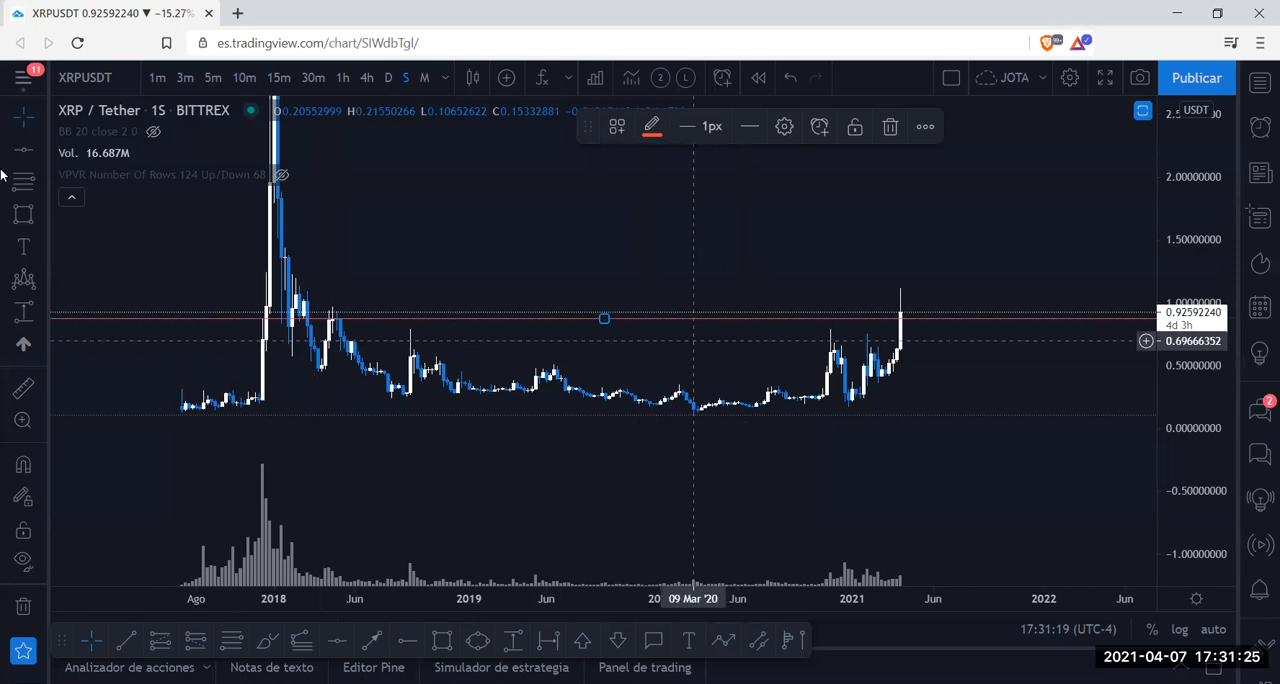 XRPUSDT 0.92592240 ▼ −15.27%
es.tradingview.com/chart/SIWdbTgl/
99+
11
XRPUSDT 1m 3m 5m 10m 15m 30m 1h 4h D S M 2 L JOTA Publicar
XRP / Tether · 1S · BITTREX O0.20552999 H0.21550266 L0.10652622 C0.15332881
BB 20 close 2 0
1px
USDT
Vol. 16.687M
VPVR Number Of Rows 124 Up/Down 68
2.00000000
1.50000000
1.00000000
0.92592240
4d 3h
0.69666352
0.50000000
0.00000000
2
−0.50000000
−1.00000000
Ago 2018 Jun 2019 Jun 20 09 Mar '20 Jun 2021 Jun 2022 Jun
17:31:19 (UTC-4) % log auto
2021-04-07 17:31:25
Analizador de acciones Notas de texto Editor Pine Simulador de estrategia Panel de trading